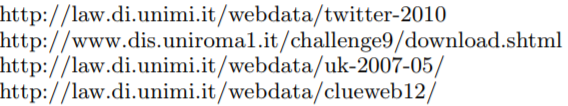 http://law.di.unimi.it/webdata/twitter-2010
http://www.dis.uniroma1.it/challenge9/download.shtml
http://law.di.unimi.it/webdata/uk-2007-05/
http://law.di.unimi.it/webdata/clueweb12/